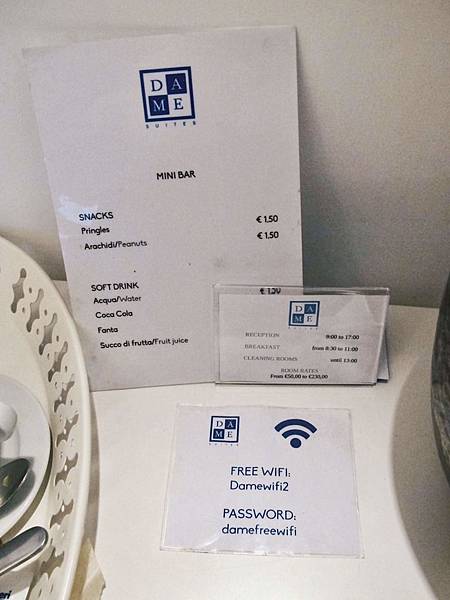 DA
ME
SUITES
MINI BAR
SNACKS
Pringles € 1,50
Arachidi/Peanuts € 1,50
SOFT DRINK € 1,50
Acqua/Water
Coca Cola
Fanta
Succo di frutta/Fruit juice
DA
ME
SUITES
RECEPTION 9:00 to 17:00
BREAKFAST from 8:30 to 11:00
CLEANING ROOMS until 13:00
ROOM RATES
From €50,00 to €230,00
DA
ME
SUITES
FREE WIFI:
Damewifi2
PASSWORD:
damefreewifi